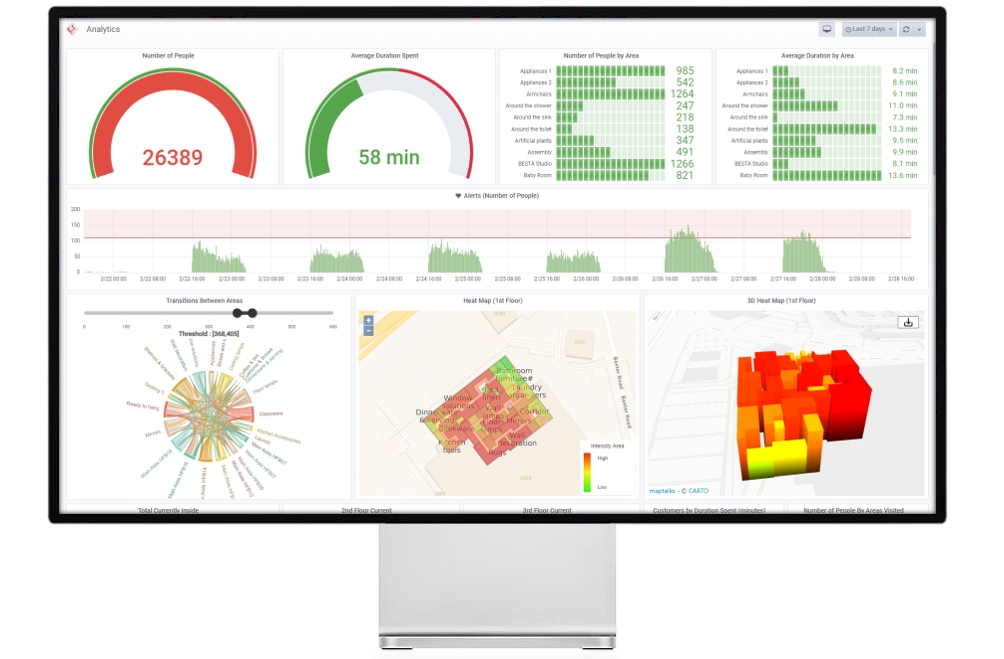 Analytics
Last 7 days
Number of People
Average Duration Spent
Number of People by Area
Average Duration by Area
26389
58 min
Appliances 1 985
Appliances 2 542
Armchairs 1264
Around the shower 247
Around the sink 218
Around the toilet 138
Artificial plants 347
Assembly 491
BESTA Studio 1266
Baby Room 821
Appliances 1 8.2 min
Appliances 2 8.6 min
Armchairs 9.1 min
Around the shower 11.0 min
Around the sink 7.3 min
Around the toilet 13.3 min
Artificial plants 9.5 min
Assembly 9.9 min
BESTA Studio 8.1 min
Baby Room 13.6 min
Alerts (Number of People)
200
150
100
50
0
2/22 00:00 2/22 08:00 2/22 16:00 2/23 00:00 2/23 08:00 2/23 16:00 2/24 00:00 2/24 08:00 2/24 16:00 2/25 00:00 2/25 08:00 2/25 16:00 2/26 00:00 2/26 08:00 2/26 16:00 2/27 00:00 2/27 08:00 2/27 16:00 2/28 00:00 2/28 08:00 2/28 16:00
Transitions Between Areas
0 100 200 300 400 500 600
Threshold : [368,405]
Ready to hang
Mirrors
Floor lamps
Glassware
Kitchen Accessories
Main Aisle HFB18
Heat Map (1st Floor)
+
-
Bathroom
furniture#
Laundry
organizers
Bed
linen
Window
solutions
Wall
lamps
Corridor
Dinnerware
Mirrors
Cookware
Kitchen
tools
Wall
decoration
Rugs
Baxter Road
Baxter Road
Intensity Area
High
Low
3D Heat Map (1st Floor)
maptalks - © CARTO
Total Currently Inside
2nd Floor Current
3rd Floor Current
Customers by Duration Spent (minutes)
Number of People By Areas Visited